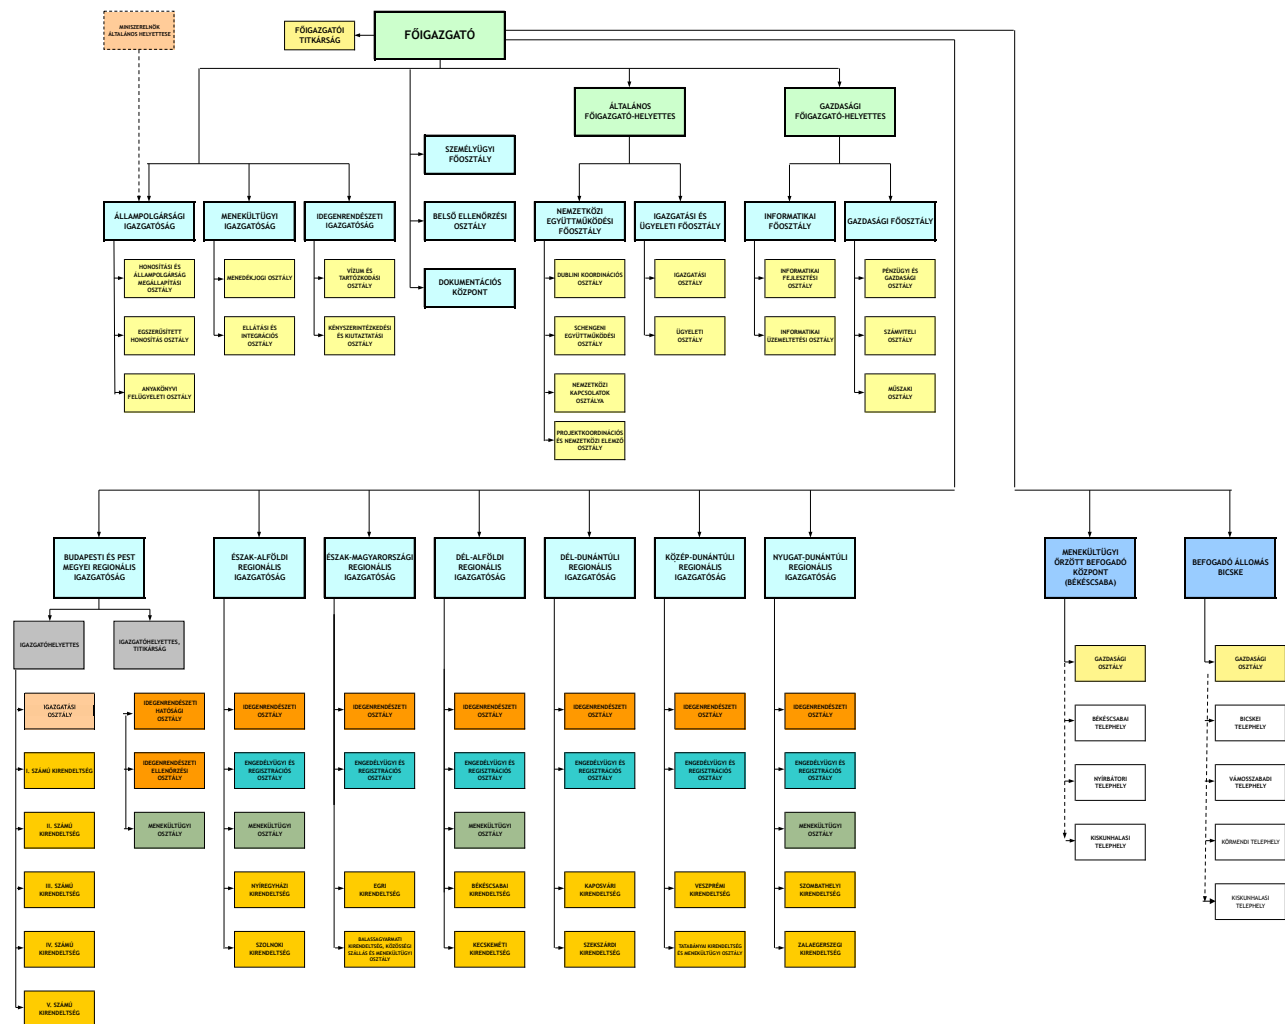 MINISZERELNÖK
ÁLTALÁNOS HELYETTESE
FŐIGAZGATÓI
TITKÁRSÁG
FŐIGAZGATÓ
ÁLTALÁNOS
FŐIGAZGATÓ-HELYETTES
GAZDASÁGI
FŐIGAZGATÓ-HELYETTES
SZEMÉLYÜGYI
FŐOSZTÁLY
BELSŐ ELLENŐRZÉSI
OSZTÁLY
DOKUMENTÁCIÓS
KÖZPONT
ÁLLAMPOLGÁRSÁGI
IGAZGATÓSÁG
MENEKÜLTÜGYI
IGAZGATÓSÁG
IDEGENRENDÉSZETI
IGAZGATÓSÁG
NEMZETKÖZI
EGYÜTTMŰKÖDÉSI
FŐOSZTÁLY
IGAZGATÁSI ÉS
ÜGYELETI FŐOSZTÁLY
INFORMATIKAI
FŐOSZTÁLY
GAZDASÁGI FŐOSZTÁLY
HONOSÍTÁSI ÉS
ÁLLAMPOLGÁRSÁG
MEGÁLLAPÍTÁSI
OSZTÁLY
MENEDÉKJOGI OSZTÁLY
VÍZUM ÉS
TARTÓZKODÁSI
OSZTÁLY
DUBLINI KOORDINÁCIÓS
OSZTÁLY
IGAZGATÁSI
OSZTÁLY
INFORMATIKAI
FEJLESZTÉSI
OSZTÁLY
PÉNZÜGYI ÉS
GAZDASÁGI
OSZTÁLY
EGSZERŰSÍTETT
HONOSÍTÁS OSZTÁLY
ELLÁTÁSI ÉS
INTEGRÁCIÓS
OSZTÁLY
KÉNYSZERINTÉZKEDÉSI
ÉS KIUTAZTATÁSI
OSZTÁLY
SCHENGENI
EGYÜTTMŰKÖDÉSI
OSZTÁLY
ÜGYELETI
OSZTÁLY
INFORMATIKAI
ÜZEMELTETÉSI OSZTÁLY
SZÁMVITELI
OSZTÁLY
ANYAKÖNYVI
FELÜGYELETI OSZTÁLY
NEMZETKÖZI
KAPCSOLATOK
OSZTÁLYA
MŰSZAKI
OSZTÁLY
PROJEKTKOORDINÁCIÓS
ÉS NEMZETKÖZI ELEMZŐ
OSZTÁLY
BUDAPESTI ÉS PEST
MEGYEI REGIONÁLIS
IGAZGATÓSÁG
ÉSZAK-ALFÖLDI
REGIONÁLIS
IGAZGATÓSÁG
ÉSZAK-MAGYARORSZÁGI
REGIONÁLIS
IGAZGATÓSÁG
DÉL-ALFÖLDI
REGIONÁLIS
IGAZGATÓSÁG
DÉL-DUNÁNTÚLI
REGIONÁLIS
IGAZGATÓSÁG
KÖZÉP-DUNÁNTÚLI
REGIONÁLIS
IGAZGATÓSÁG
NYUGAT-DUNÁNTÚLI
REGIONÁLIS
IGAZGATÓSÁG
MENEKÜLTÜGYI
ŐRZÖTT BEFOGADÓ
KÖZPONT
(BÉKÉSCSABA)
BEFOGADÓ ÁLLOMÁS
BICSKE
IGAZGATÓHELYETTES
IGAZGATÓHELYETTES,
TITIKÁRSÁG
GAZDASÁGI
OSZTÁLY
GAZDASÁGI
OSZTÁLY
IGAZGATÁSI
OSZTÁLY
IDEGENRENDÉSZETI
HATÓSÁGI
OSZTÁLY
IDEGENRENDÉSZETI
OSZTÁLY
IDEGENRENDÉSZETI
OSZTÁLY
IDEGENRENDÉSZETI
OSZTÁLY
IDEGENRENDÉSZETI
OSZTÁLY
IDEGENRENDÉSZETI
OSZTÁLY
IDEGENRENDÉSZETI
OSZTÁLY
BÉKÉSCSABAI
TELEPHELY
BICSKEI
TELEPHELY
I. SZÁMÚ KIRENDELTSÉG
IDEGENRENDÉSZETI
ELLENŐRZÉSI
OSZTÁLY
ENGEDÉLYÜGYI ÉS
REGISZTRÁCIÓS
OSZTÁLY
ENGEDÉLYÜGYI ÉS
REGISZTRÁCIÓS
OSZTÁLY
ENGEDÉLYÜGYI ÉS
REGISZTRÁCIÓS
OSZTÁLY
ENGEDÉLYÜGYI ÉS
REGISZTRÁCIÓS
OSZTÁLY
ENGEDÉLYÜGYI ÉS
REGISZTRÁCIÓS
OSZTÁLY
ENGEDÉLYÜGYI ÉS
REGISZTRÁCIÓS
OSZTÁLY
NYÍRBÁTORI
TELEPHELY
VÁMOSSZABADI
TELEPHELY
II. SZÁMÚ
KIRENDELTSÉG
MENEKÜLTÜGYI
OSZTÁLY
MENEKÜLTÜGYI
OSZTÁLY
MENEKÜLTÜGYI
OSZTÁLY
MENEKÜLTÜGYI
OSZTÁLY
KISKUNHALASI
TELEPHELY
KÖRMENDI TELEPHELY
III. SZÁMÚ
KIRENDELTSÉG
NYÍREGYHÁZI
KIRENDELTSÉG
EGRI
KIRENDELTSÉG
BÉKÉSCSABAI
KIRENDELTSÉG
KAPOSVÁRI
KIRENDELTSÉG
VESZPRÉMI
KIRENDELTSÉG
SZOMBATHELYI
KIRENDELTSÉG
KISKUNHALASI
TELEPHELY
IV. SZÁMÚ
KIRENDELTSÉG
SZOLNOKI
KIRENDELTSÉG
BALASSAGYARMATI
KIRENDELTSÉG, KÖZÖSSÉGI
SZÁLLÁS ÉS MENEKÜLTÜGYI
OSZTÁLY
KECSKEMÉTI
KIRENDELTSÉG
SZEKSZÁRDI
KIRENDELTSÉG
TATABÁNYAI KIRENDELTSÉG
ÉS MENEKÜLTÜGYI OSZTÁLY
ZALAEGERSZEGI
KIRENDELTSÉG
V. SZÁMÚ
KIRENDELTSÉG